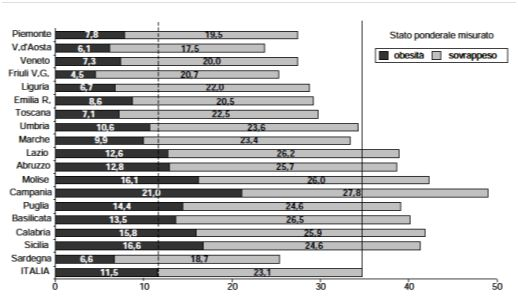 Stato ponderale misurato
obesità sovrappeso
Piemonte 7,8 19,5
V.d'Aosta 6,1 17,5
Veneto 7,3 20,0
Friuli V,G, 4,5 20,7
Liguria 6,7 22,0
Emilia R, 8,6 20,5
Toscana 7,1 22,5
Umbria 10,6 23,6
Marche 9,9 23,4
Lazio 12,6 26,2
Abruzzo 12,8 25,7
Molise 16,1 26,0
Campania 21,0 27,8
Puglia 14,4 24,6
Basilicata 13,5 26,5
Calabria 15,8 25,9
Sicilia 16,6 24,6
Sardegna 6,6 18,7
ITALIA 11,5 23,1
0 10 20 30 40 50